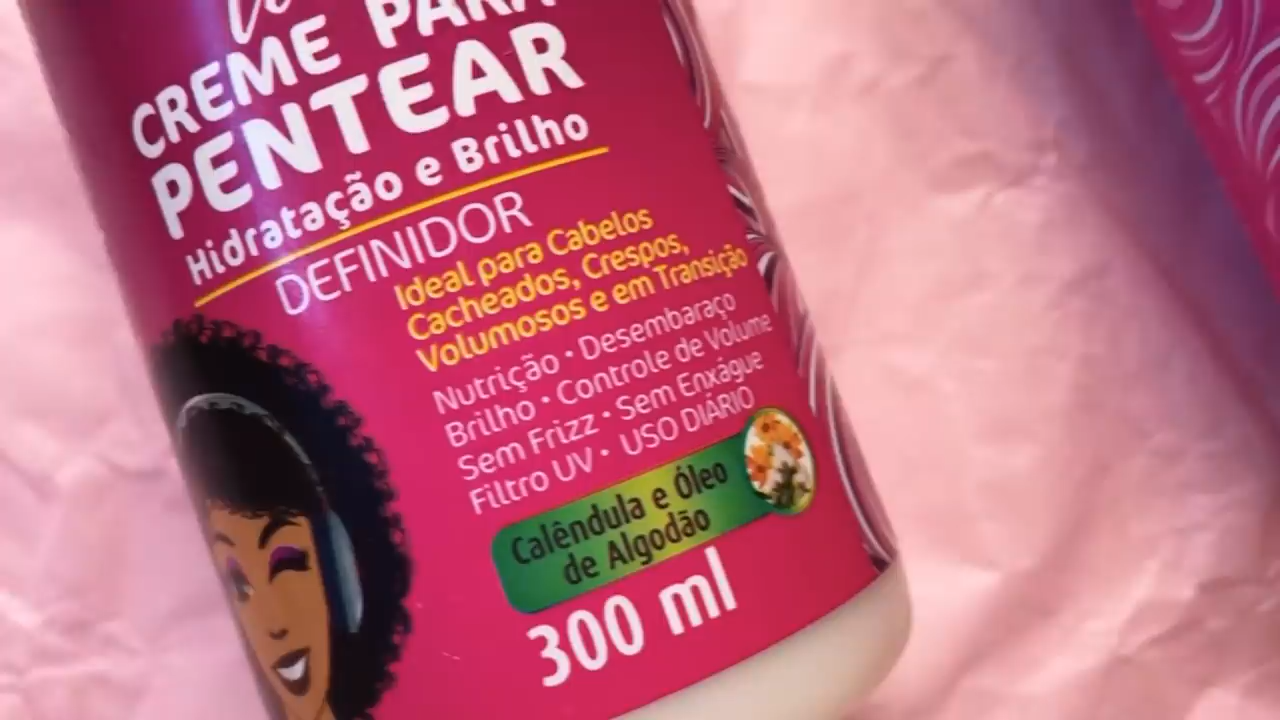 CREME PARA
PENTEAR
Hidratação e Brilho
DEFINIDOR
Ideal para Cabelos
Cacheados, Crespos,
Volumosos e em Transição
Nutrição • Desembaraço
Brilho • Controle de Volume
Sem Frizz • Sem Enxágue
Filtro UV • USO DIÁRIO
Calêndula e Óleo
de Algodão
300 ml